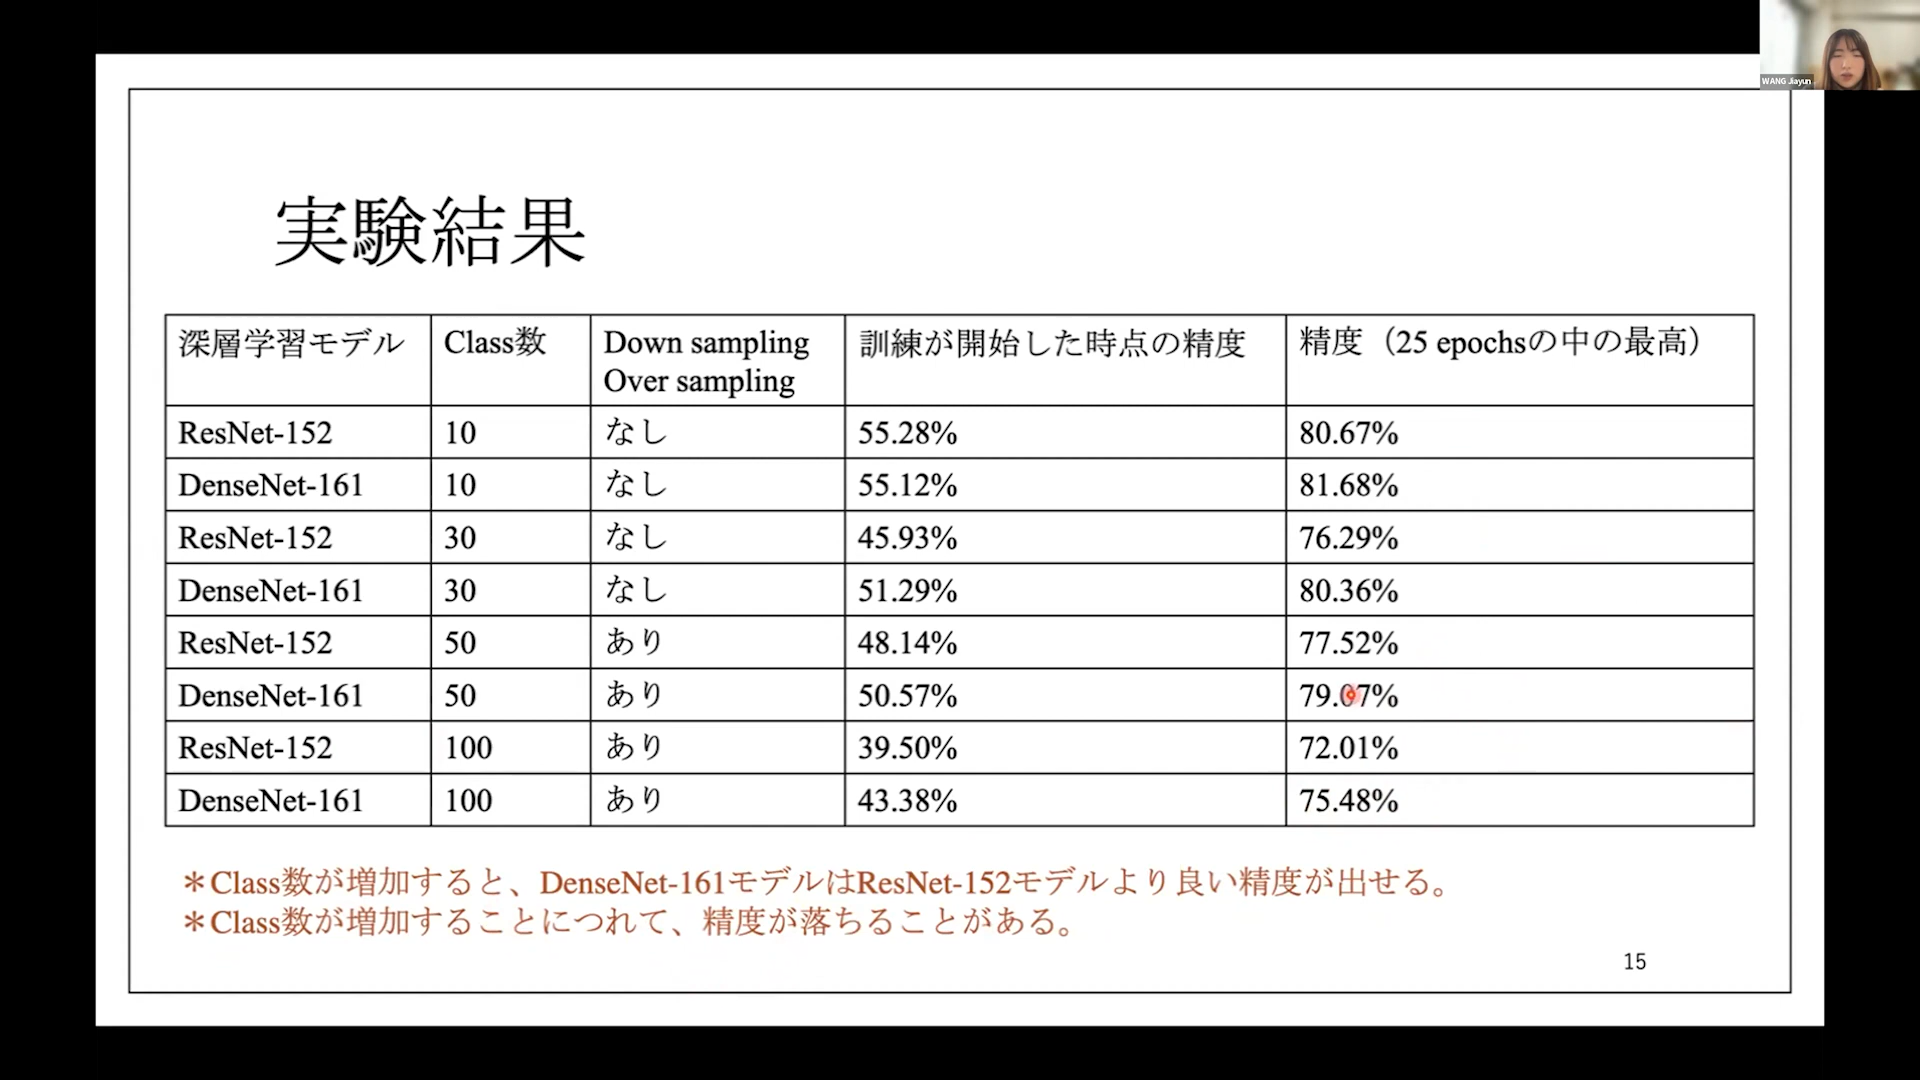 WANG Jiayun
実験結果
深層学習モデル Class数 Down sampling Over sampling 訓練が開始した時点の精度 精度（25 epochsの中の最高）
ResNet-152 10 なし 55.28% 80.67%
DenseNet-161 10 なし 55.12% 81.68%
ResNet-152 30 なし 45.93% 76.29%
DenseNet-161 30 なし 51.29% 80.36%
ResNet-152 50 あり 48.14% 77.52%
DenseNet-161 50 あり 50.57% 79.07%
ResNet-152 100 あり 39.50% 72.01%
DenseNet-161 100 あり 43.38% 75.48%
＊Class数が増加すると、DenseNet-161モデルはResNet-152モデルより良い精度が出せる。
＊Class数が増加することにつれて、精度が落ちることがある。
15